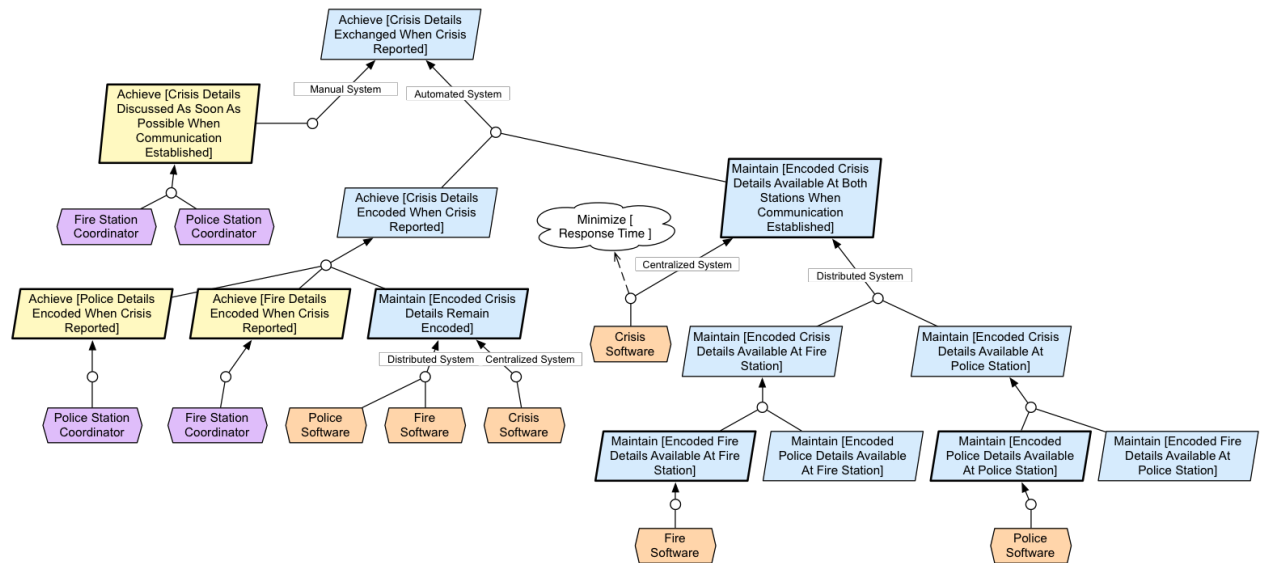 Achieve [Crisis Details
Exchanged When Crisis
Reported]
Manual System
Automated System
Achieve [Crisis Details
Discussed As Soon As
Possible When
Communication
Established]
Fire Station
Coordinator
Police Station
Coordinator
Achieve [Crisis Details
Encoded When Crisis
Reported]
Maintain [Encoded Crisis
Details Available At Both
Stations When
Communication
Established]
Minimize [
Response Time ]
Centralized System
Distributed System
Achieve [Police Details
Encoded When Crisis
Reported]
Achieve [Fire Details
Encoded When Crisis
Reported]
Maintain [Encoded Crisis
Details Remain
Encoded]
Distributed System
Centralized System
Police Station
Coordinator
Fire Station
Coordinator
Police
Software
Fire
Software
Crisis
Software
Crisis
Software
Maintain [Encoded Crisis
Details Available At Fire
Station]
Maintain [Encoded Crisis
Details Available At
Police Station]
Maintain [Encoded Fire
Details Available At Fire
Station]
Maintain [Encoded
Police Details Available
At Fire Station]
Maintain [Encoded
Police Details Available
At Police Station]
Maintain [Encoded Fire
Details Available At
Police Station]
Fire
Software
Police
Software